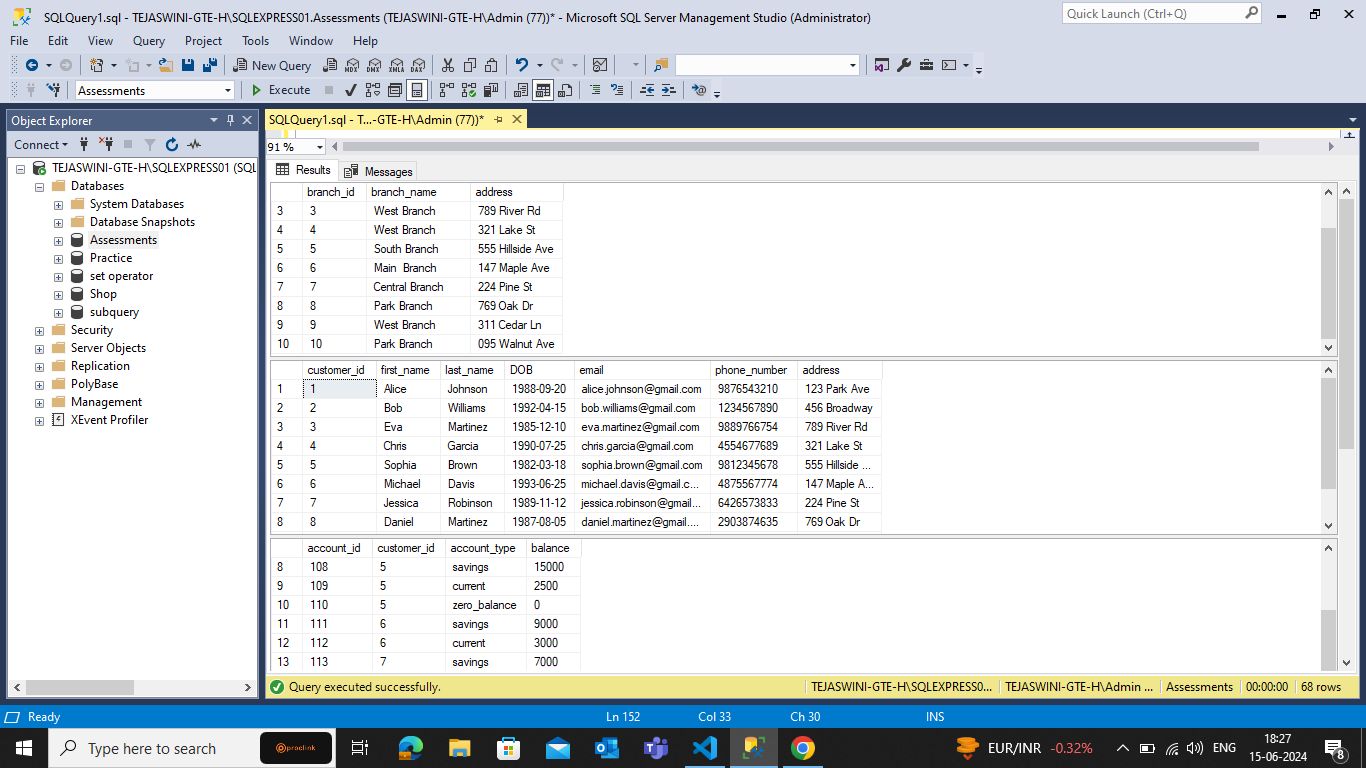 SQLQuery1.sql - TEJASWINI-GTE-H\SQLEXPRESS01.Assessments (TEJASWINI-GTE-H\Admin (77))* - Microsoft SQL Server Management Studio (Administrator)
Quick Launch (Ctrl+Q)
File Edit View Query Project Tools Window Help
New Query MDX DMX XMLA DAX
Assessments Execute
Object Explorer
SQLQuery1.sql - T...-GTE-H\Admin (77))*
Connect
91 %
TEJASWINI-GTE-H\SQLEXPRESS01 (SQL
Databases
System Databases
Database Snapshots
Assessments
Practice
set operator
Shop
subquery
Security
Server Objects
Replication
PolyBase
Management
XEvent Profiler
Results Messages
branch_id branch_name address
3 3 West Branch 789 River Rd
4 4 West Branch 321 Lake St
5 5 South Branch 555 Hillside Ave
6 6 Main  Branch 147 Maple Ave
7 7 Central Branch 224 Pine St
8 8 Park Branch 769 Oak Dr
9 9 West Branch 311 Cedar Ln
10 10 Park Branch 095 Walnut Ave
customer_id first_name last_name DOB email phone_number address
1 1 Alice Johnson 1988-09-20 alice.johnson@gmail.com 9876543210 123 Park Ave
2 2 Bob Williams 1992-04-15 bob.williams@gmail.com 1234567890 456 Broadway
3 3 Eva Martinez 1985-12-10 eva.martinez@gmail.com 9889766754 789 River Rd
4 4 Chris Garcia 1990-07-25 chris.garcia@gmail.com 4554677689 321 Lake St
5 5 Sophia Brown 1982-03-18 sophia.brown@gmail.com 9812345678 555 Hillside ...
6 6 Michael Davis 1993-06-25 michael.davis@gmail.c... 4875567774 147 Maple A...
7 7 Jessica Robinson 1989-11-12 jessica.robinson@gmail... 6426573833 224 Pine St
8 8 Daniel Martinez 1987-08-05 daniel.martinez@gmail.... 2903874635 769 Oak Dr
account_id customer_id account_type balance
8 108 5 savings 15000
9 109 5 current 2500
10 110 5 zero_balance 0
11 111 6 savings 9000
12 112 6 current 3000
13 113 7 savings 7000
Query executed successfully. TEJASWINI-GTE-H\SQLEXPRESS0... TEJASWINI-GTE-H\Admin ... Assessments 00:00:00 68 rows
Ready Ln 152 Col 33 Ch 30 INS
Type here to search proclink EUR/INR -0.32% ENG 18:27
15-06-2024 8